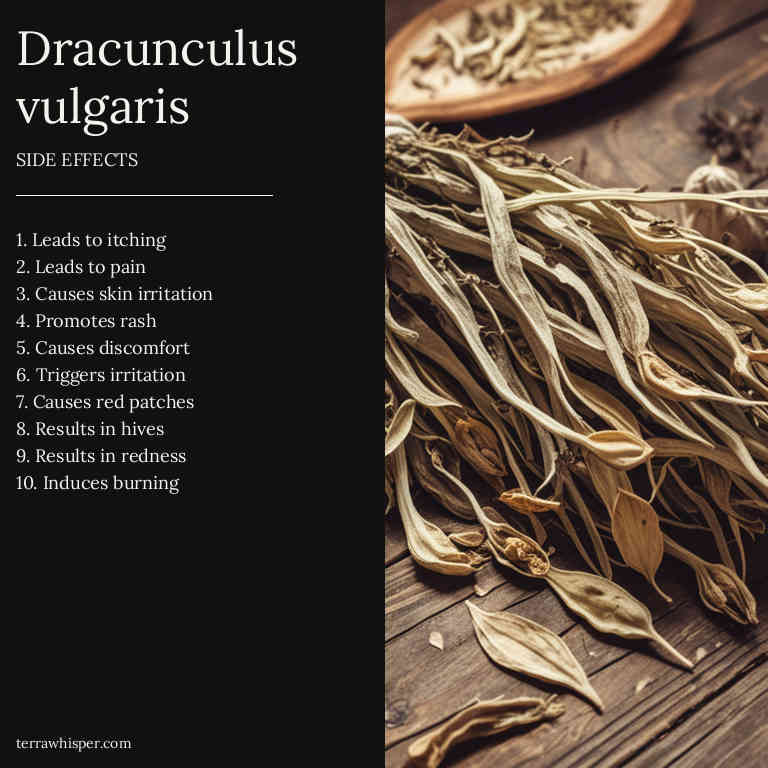 Dracunculus
vulgaris
SIDE EFFECTS
1. Leads to itching
2. Leads to pain
3. Causes skin irritation
4. Promotes rash
5. Causes discomfort
6. Triggers irritation
7. Causes red patches
8. Results in hives
9. Results in redness
10. Induces burning
terrawhisper.com